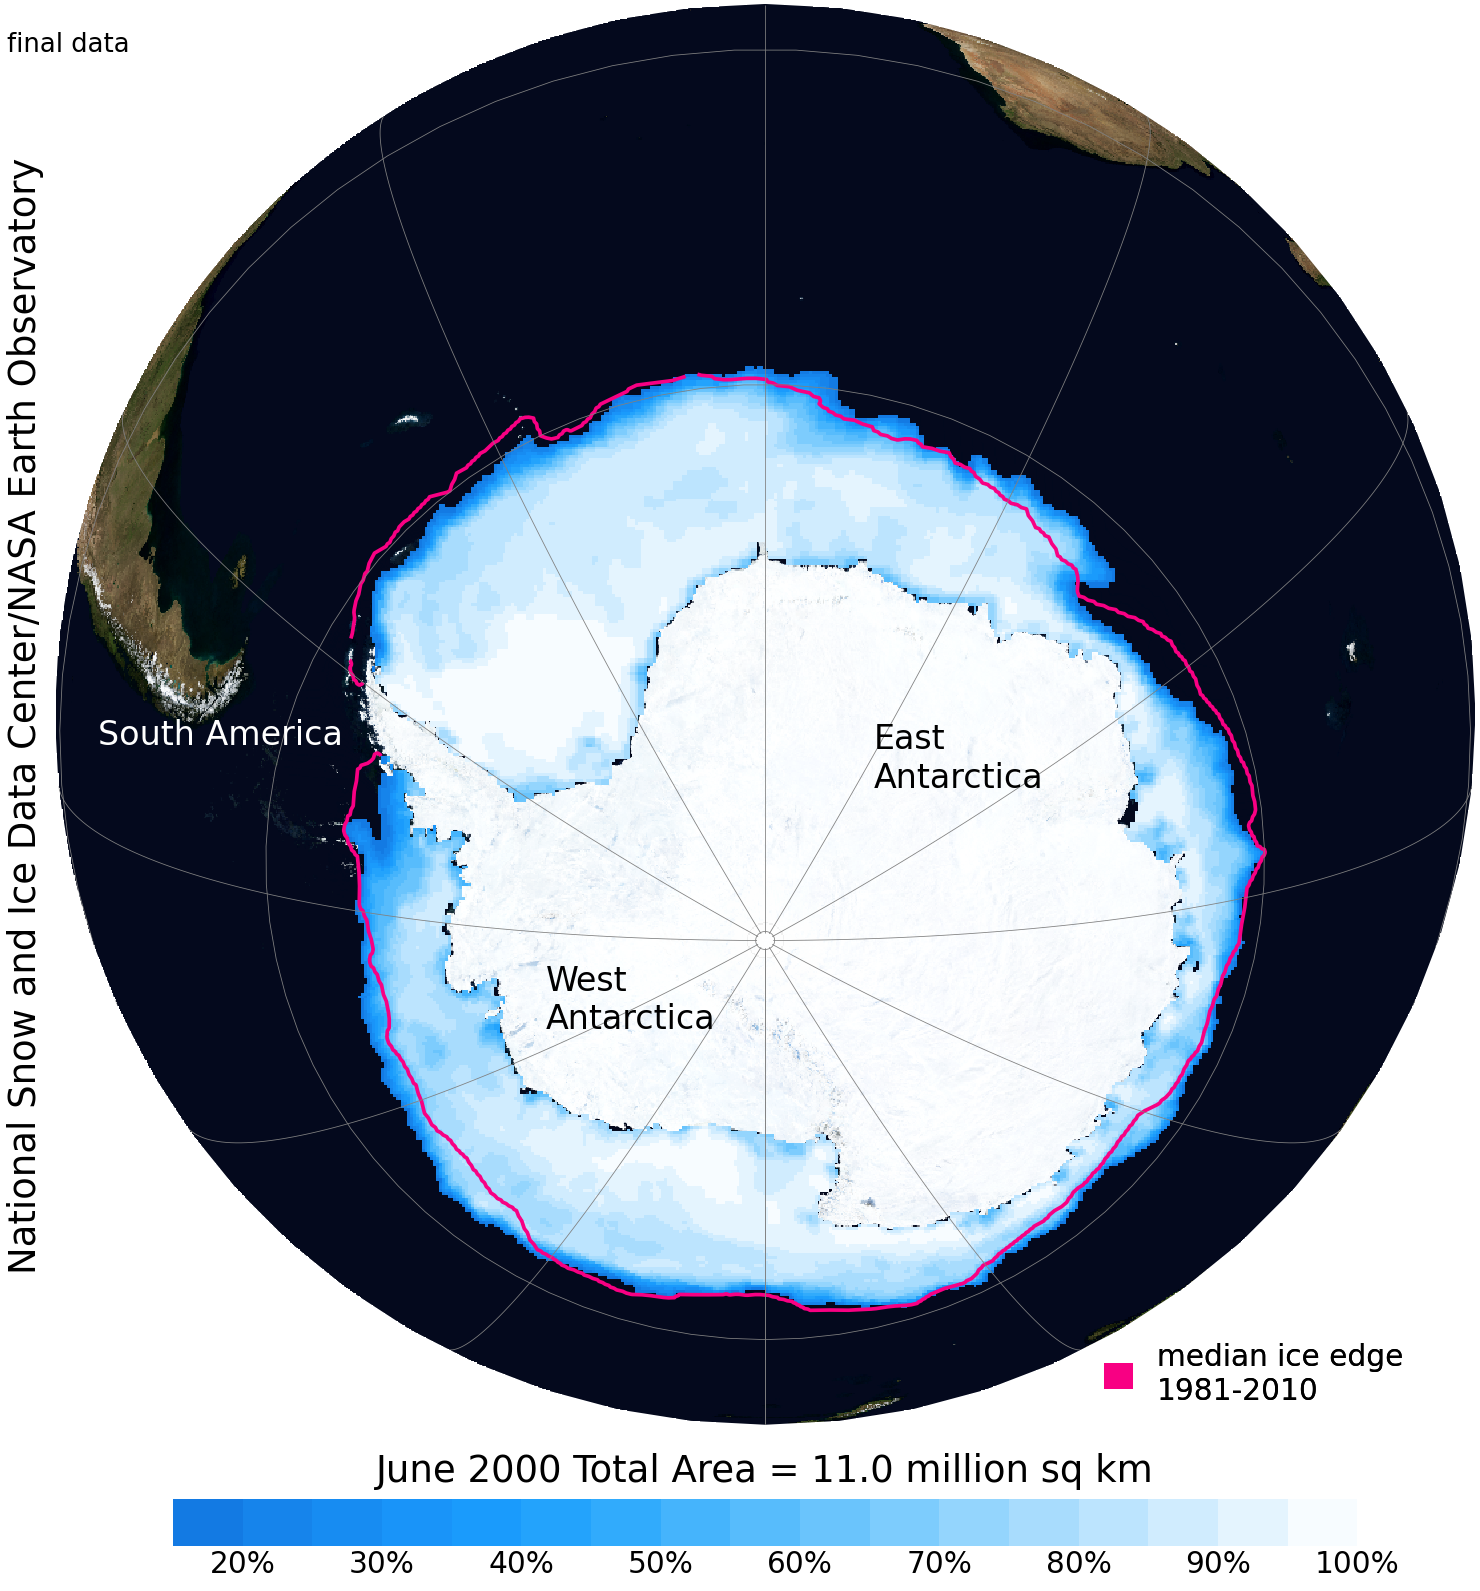 final data
National Snow and Ice Data Center/NASA Earth Observatory
South America
East
Antarctica
West
Antarctica
median ice edge
1981-2010
June 2000 Total Area = 11.0 million sq km
20% 30% 40% 50% 60% 70% 80% 90% 100%